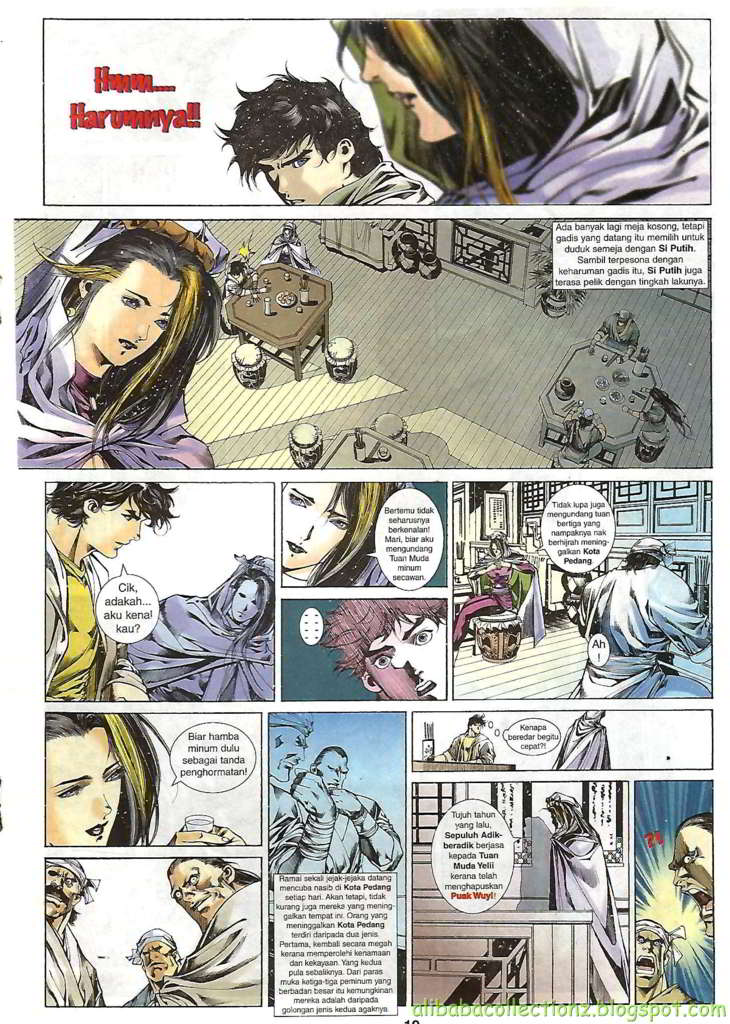 Hmm....
Harumnya!!
Ada banyak lagi meja kosong, tetapi
gadis yang datang itu memilih untuk
duduk semeja dengan Si Putih.
Sambil terpesona dengan
keharuman gadis itu, Si Putih juga
terasa pelik dengan tingkah lakunya.
Cik,
adakah...
aku kenal
kau?
Bertemu tidak
seharusnya
berkenalan!
Mari, biar aku
mengundang
Tuan Muda
minum
secawan.
Tidak lupa juga
mengundang tuan
bertiga yang
nampaknya nak
berhijrah mening-
galkan Kota
Pedang.
Ah
!
Biar hamba
minum dulu
sebagai tanda
penghormatan!
Ramai sekali jejak-jejaka datang
mencuba nasib di Kota Pedang
setiap hari. Akan tetapi, tidak
kurang juga mereka yang mening-
galkan tempat ini. Orang yang
meninggalkan Kota Pedang
terdiri daripada dua jenis.
Pertama, kembali secara megah
kerana memperolehi kenamaan
dan kekayaan. Yang kedua
pula sebaliknya. Dari paras
muka ketiga-tiga peminum yang
berbadan besar itu kemungkinan
mereka adalah daripada
golongan jenis kedua agaknya.
Kenapa
beredar begitu
cepat?!
Tujuh tahun
yang lalu,
Sepuluh Adik-
beradik berjasa
kepada Tuan
Muda Yelii
kerana telah
menghapuskan
Puak Wuyi!
?!
alibabacollectionz.blogspot.com